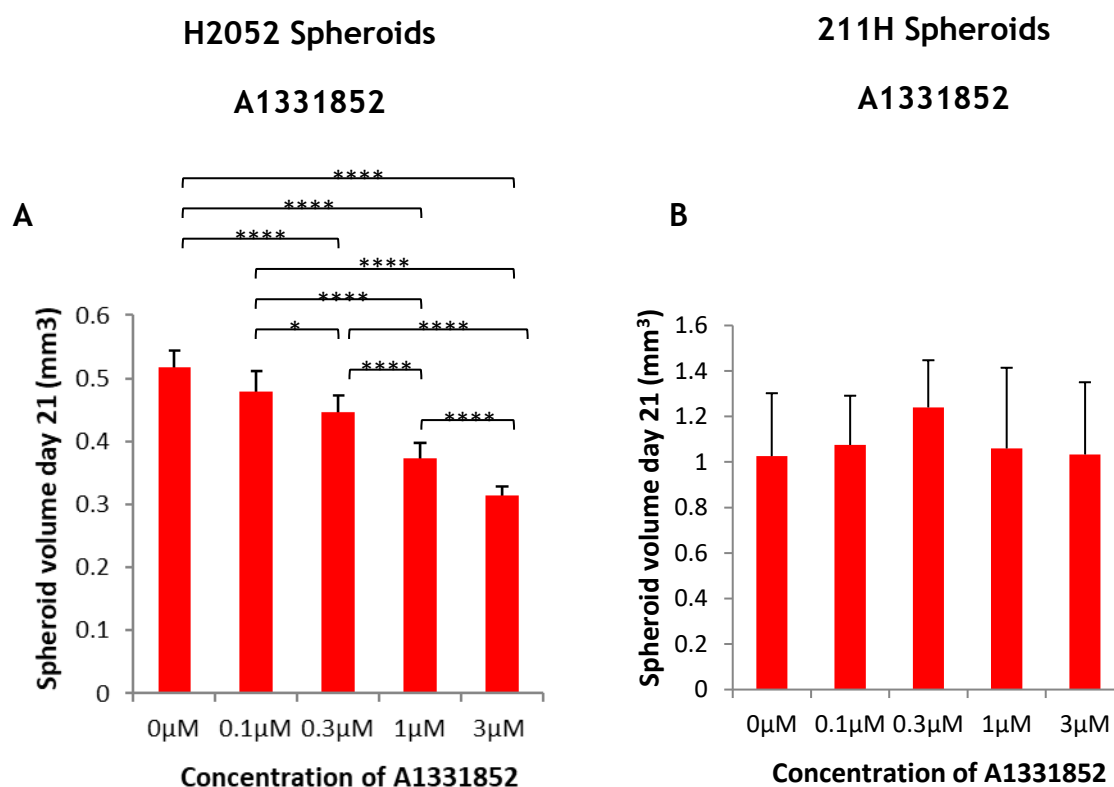 H2052 Spheroids
A1331852
A
****
****
****
****
****
*
****
****
****
Spheroid volume day 21 (mm3)
0.6
0.5
0.4
0.3
0.2
0.1
0
0μM 0.1μM 0.3μM 1μM 3μM
Concentration of A1331852
211H Spheroids
A1331852
B
Spheroid volume day 21 (mm³)
1.6
1.4
1.2
1
0.8
0.6
0.4
0.2
0
0μM 0.1μM 0.3μM 1μM 3μM
Concentration of A1331852